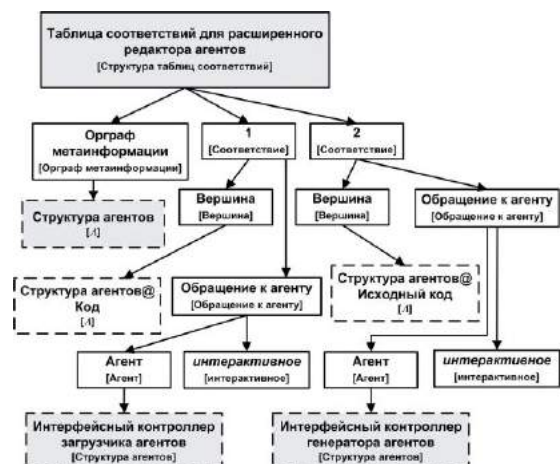 Таблица соответствий для расширенного
редактора агентов
[Структура таблиц соответствий]
Орграф
метаинформации
[Орграф метаинформации]
1
[Соответствие]
2
[Соответствие]
Структура агентов
[Л]
Вершина
[Вершина]
Вершина
[Вершина]
Обращение к агенту
[Обращение к агенту]
Структура агентов@
Код
[Л]
Обращение к агенту
[Обращение к агенту]
Структура агентов@
Исходный код
[Л]
Агент
[Агент]
интерактивное
[интерактивное]
Агент
[Агент]
интерактивное
[интерактивное]
Интерфейсный контроллер
загрузчика агентов
[Структура агентов]
Интерфейсный контроллер
генератора агентов
[Структура агентов]